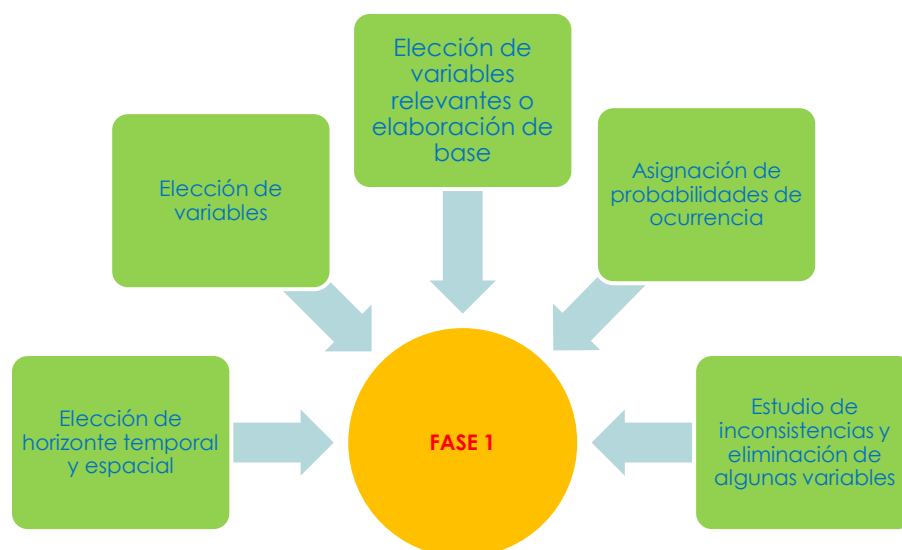 Elección de
variables
relevantes o
elaboración de
base
Elección de
variables
Asignación de
probabilidades de
ocurrencia
Elección de
horizonte temporal
y espacial
FASE 1
Estudio de
inconsistencias y
eliminación de
algunas variables